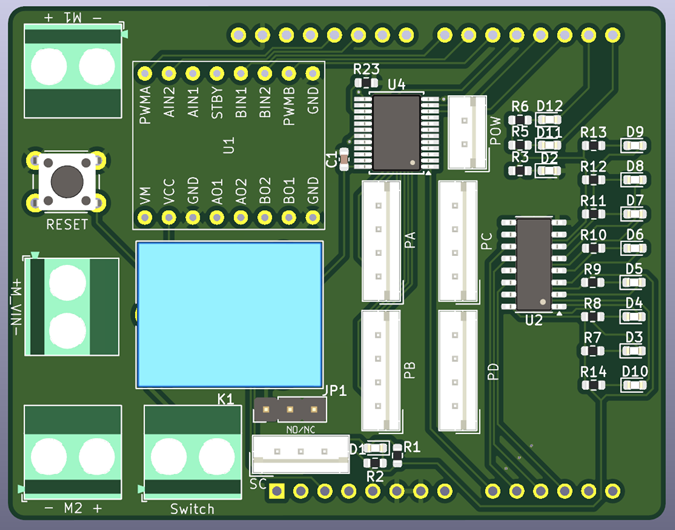 + M1 -
R23
U4
PWMA
AIN2
AIN1
STBY
BIN1
BIN2
PWMB
GND
U1
C1
POW
R6 D12
R5 D11
R3 D2
R13 D9
R12 D8
R11 D7
R10 D6
R9 D5
R8 D4
R7 D3
R14 D10
VM
VCC
GND
AO1
AO2
BO2
BO1
GND
RESET
PA
PC
+M_VIN-
U2
PB
PD
K1
JP1
NO/NC
D1
R1
R2
SC
- M2 +
Switch